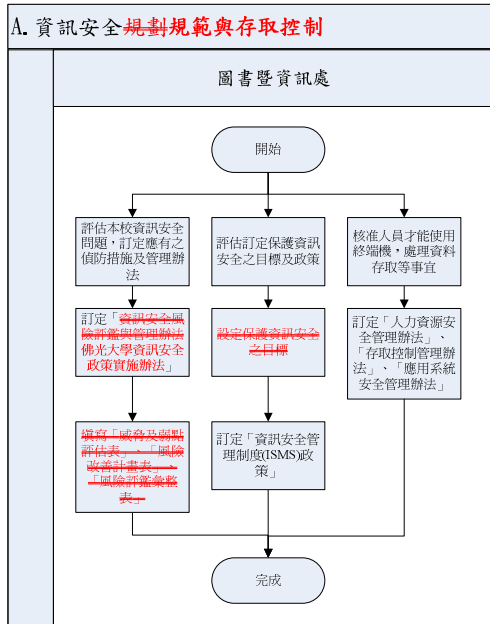 A. 資訊安全規劃規範與存取控制
圖書暨資訊處
開始
評估本校資訊安全
問題，訂定應有之
偵防措施及管理辦
法
評估訂定保護資訊
安全之目標及政策
核准人員才能使用
終端機，處理資料
存取等事宜
訂定「資訊安全風
險評鑑與管理辦法
佛光大學資訊安全
政策實施辦法」
設定保護資訊安全
之目標
訂定「人力資源安
全管理辦法」、
「存取控制管理辦
法」、「應用系統
安全管理辦法」
填寫「威脅及弱點
評估表」、「風險
改善計畫表」、
「風險評鑑彙整
表」
訂定「資訊安全管
理制度(ISMS)政
策」
完成